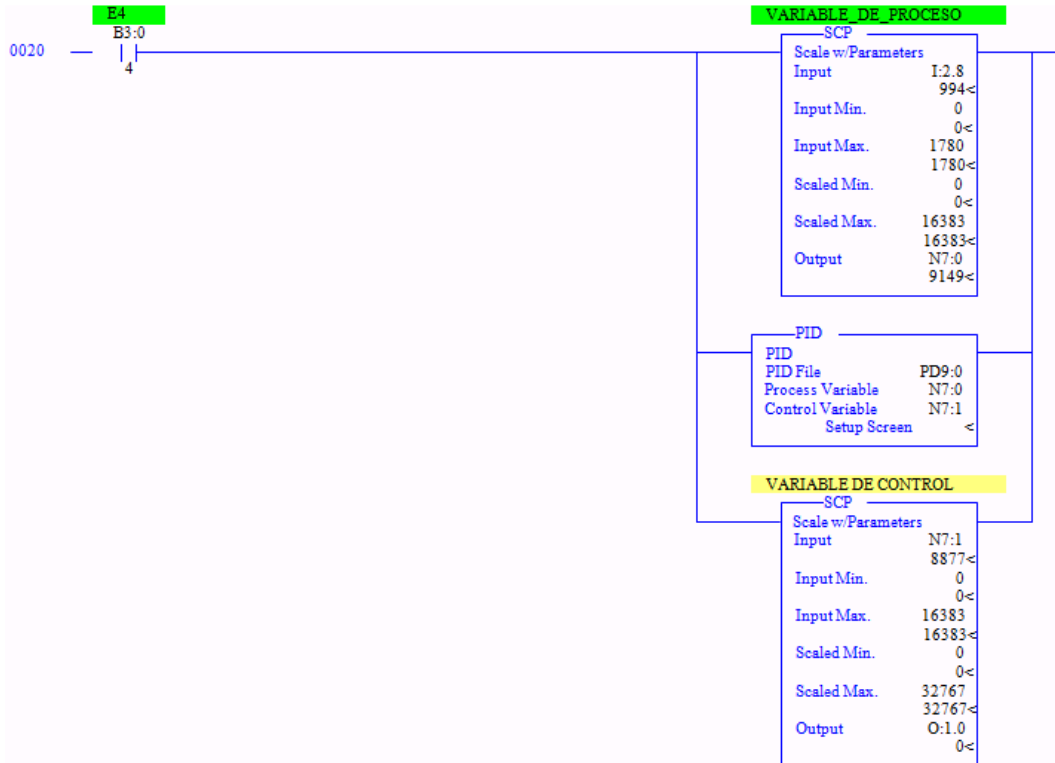 E4
B3:0
0020
4
VARIABLE_DE_PROCESO
SCP
Scale w/Parameters
Input I:2.8
994<
Input Min. 0
0<
Input Max. 1780
1780<
Scaled Min. 0
0<
Scaled Max. 16383
16383<
Output N7:0
9149<
PID
PID
PID File PD9:0
Process Variable N7:0
Control Variable N7:1
Setup Screen <
VARIABLE DE CONTROL
SCP
Scale w/Parameters
Input N7:1
8877<
Input Min. 0
0<
Input Max. 16383
16383<
Scaled Min. 0
0<
Scaled Max. 32767
32767<
Output O:1.0
0<